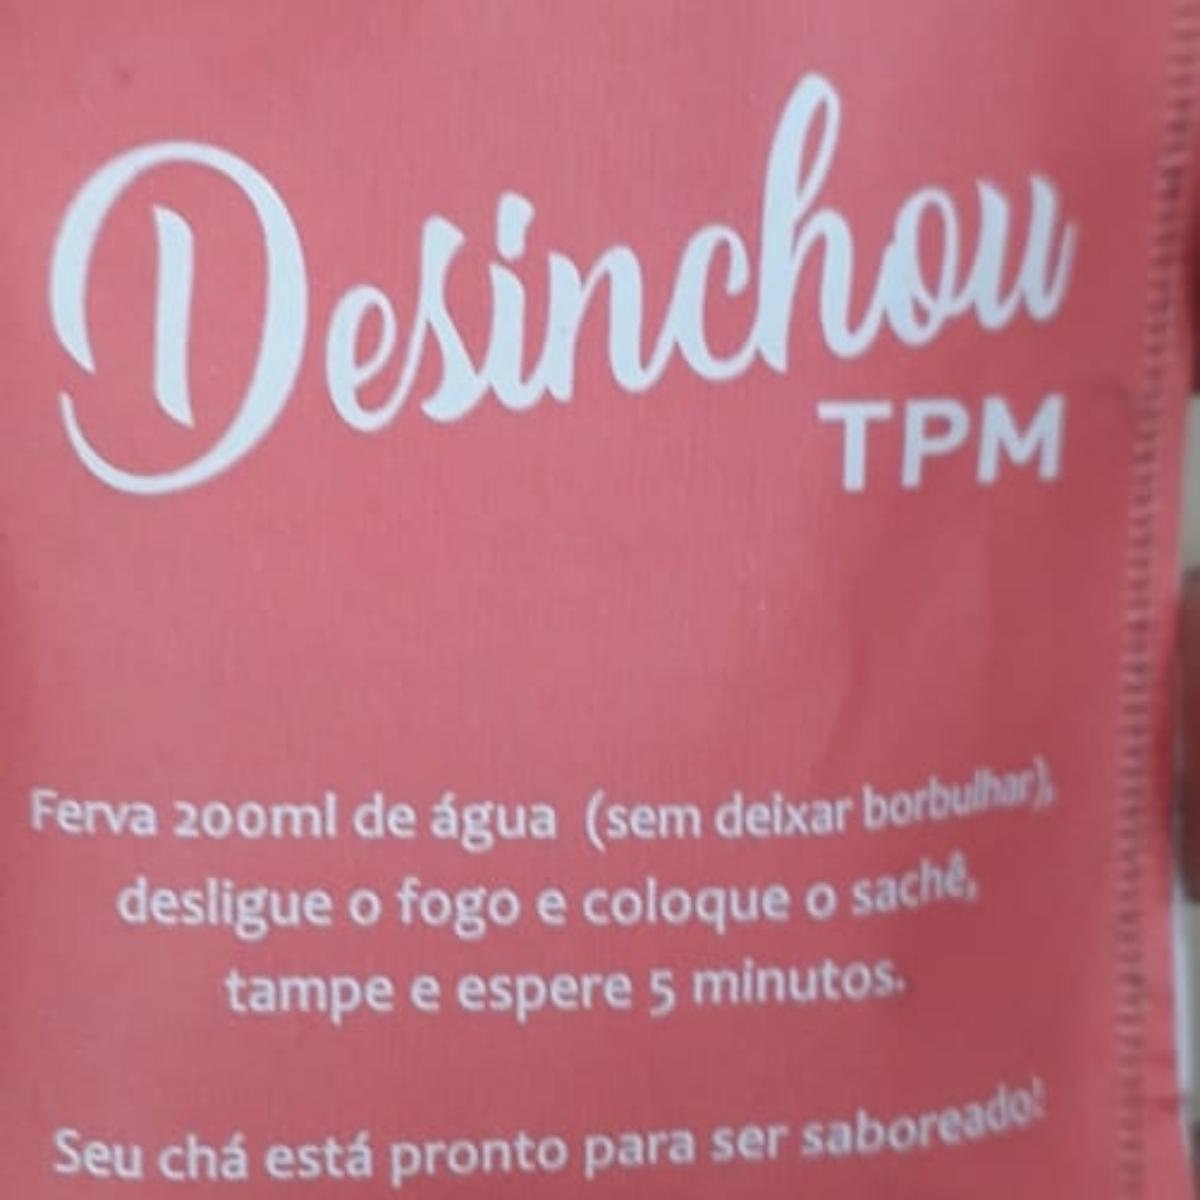 Desinchou
TPM
Ferva 200ml de água (sem deixar borbulhar),
desligue o fogo e coloque o sachê,
tampe e espere 5 minutos.
Seu chá está pronto para ser saboreado!